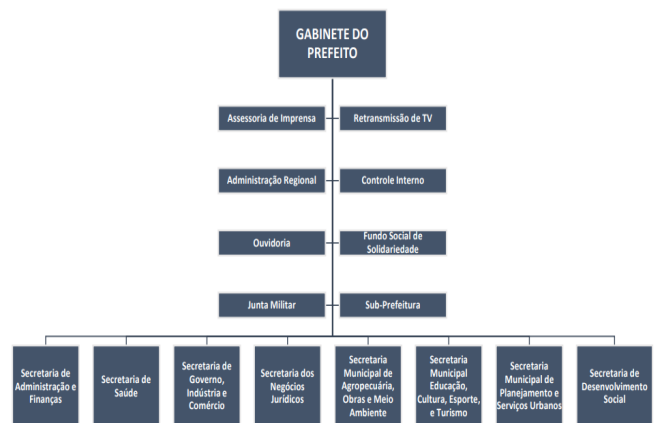 GABINETE DO
PREFEITO
Assessoria de Imprensa
Retransmissão de TV
Administração Regional
Controle Interno
Ouvidoria
Fundo Social de
Solidariedade
Junta Militar
Sub-Prefeitura
Secretaria de
Administração e
Finanças
Secretaria de
Saúde
Secretaria de
Governo,
Indústria e
Comércio
Secretaria dos
Negócios
Jurídicos
Secretaria
Municipal de
Agropecuária,
Obras e Meio
Ambiente
Secretaria
Municipal
Educação,
Cultura, Esporte,
e Turismo
Secretaria
Municipal de
Planejamento e
Serviços Urbanos
Secretaria de
Desenvolvimento
Social